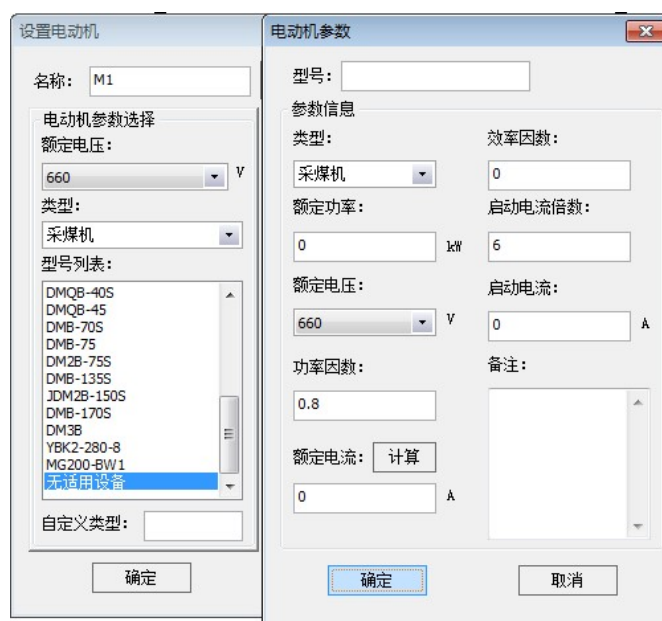 设置电动机
名称： M1
电动机参数选择
额定电压：
660 V
类型：
采煤机
型号列表：
DMQB-40S
DMQB-45
DMB-70S
DMB-75
DM2B-75S
DMB-135S
JDM2B-150S
DMB-170S
DM3B
YBK2-280-8
MG200-BW1
无适用设备
自定义类型：
确定
电动机参数
型号：
参数信息
类型： 效率因数：
采煤机 0
额定功率： 启动电流倍数：
0 kW 6
额定电压： 启动电流：
660 V 0 A
功率因数： 备注：
0.8
额定电流： 计算
0 A
确定 取消